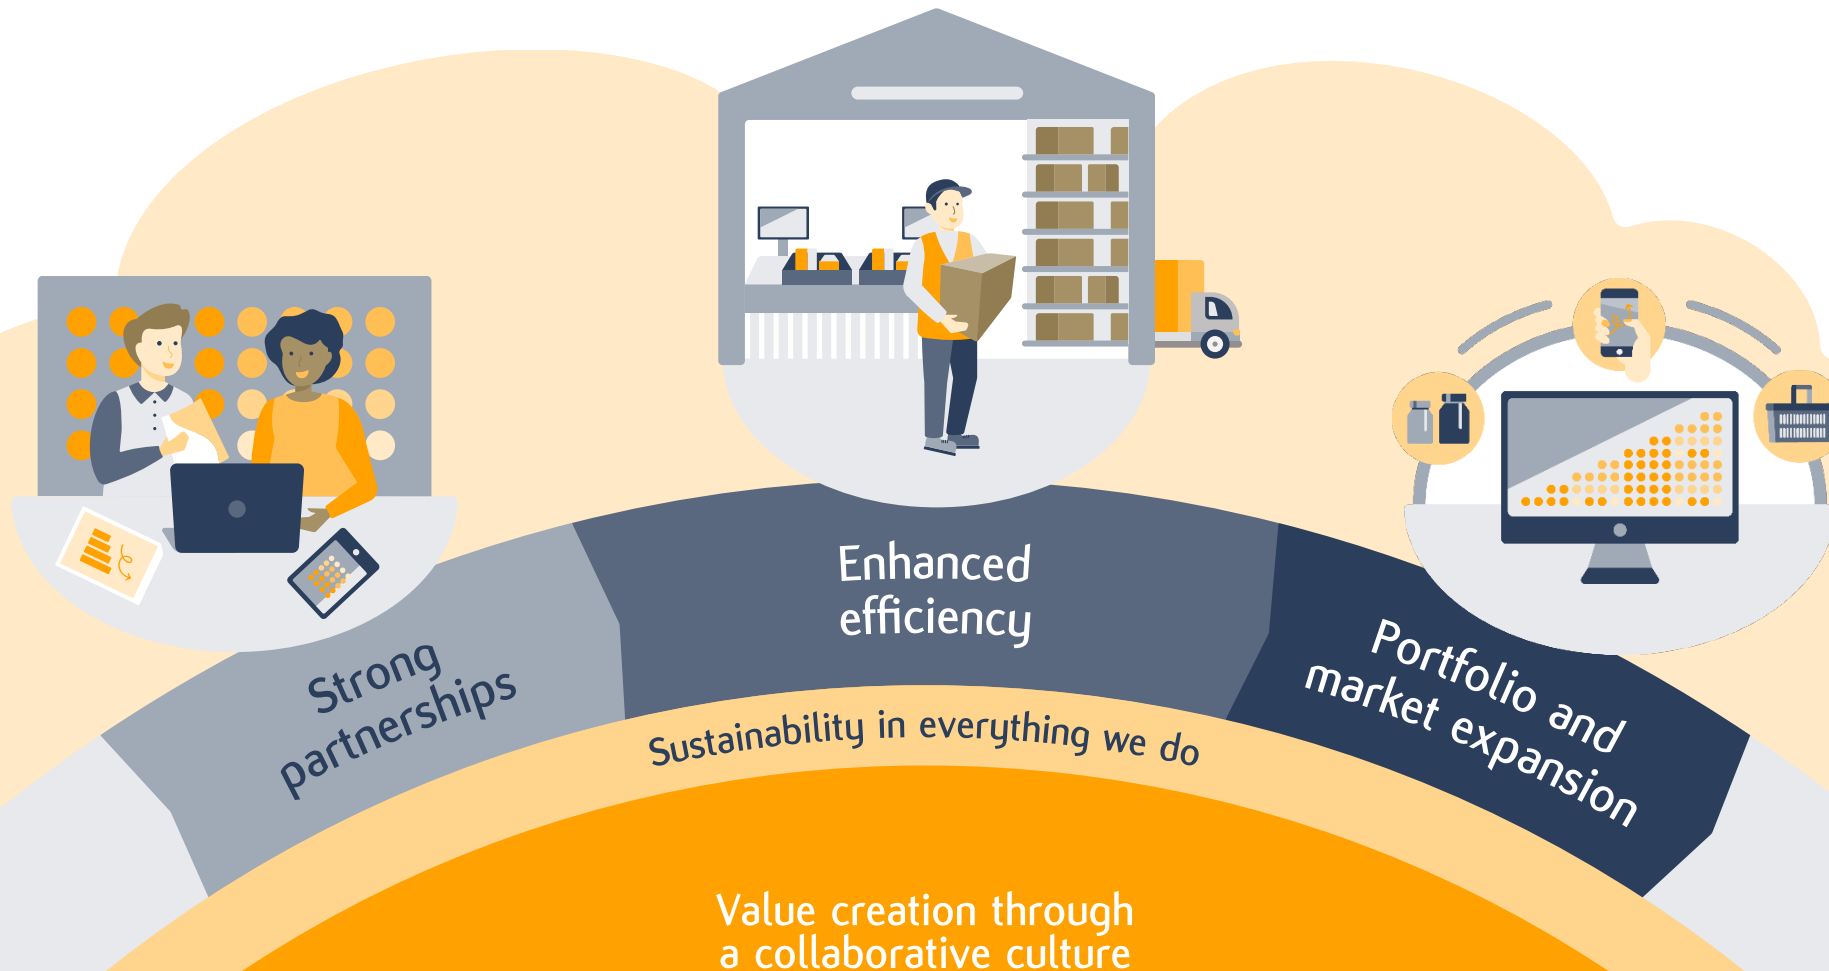 Enhanced
efficiency
Strong
partnerships
Portfolio and
market expansion
Sustainability in everything we do
Value creation through
a collaborative culture